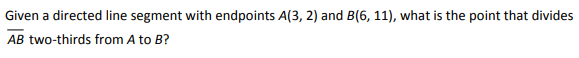 Given a directed line segment with endpoints A(3, 2) and B(6, 11), what is the point that divides
A̅B̅ two-thirds from A to B?